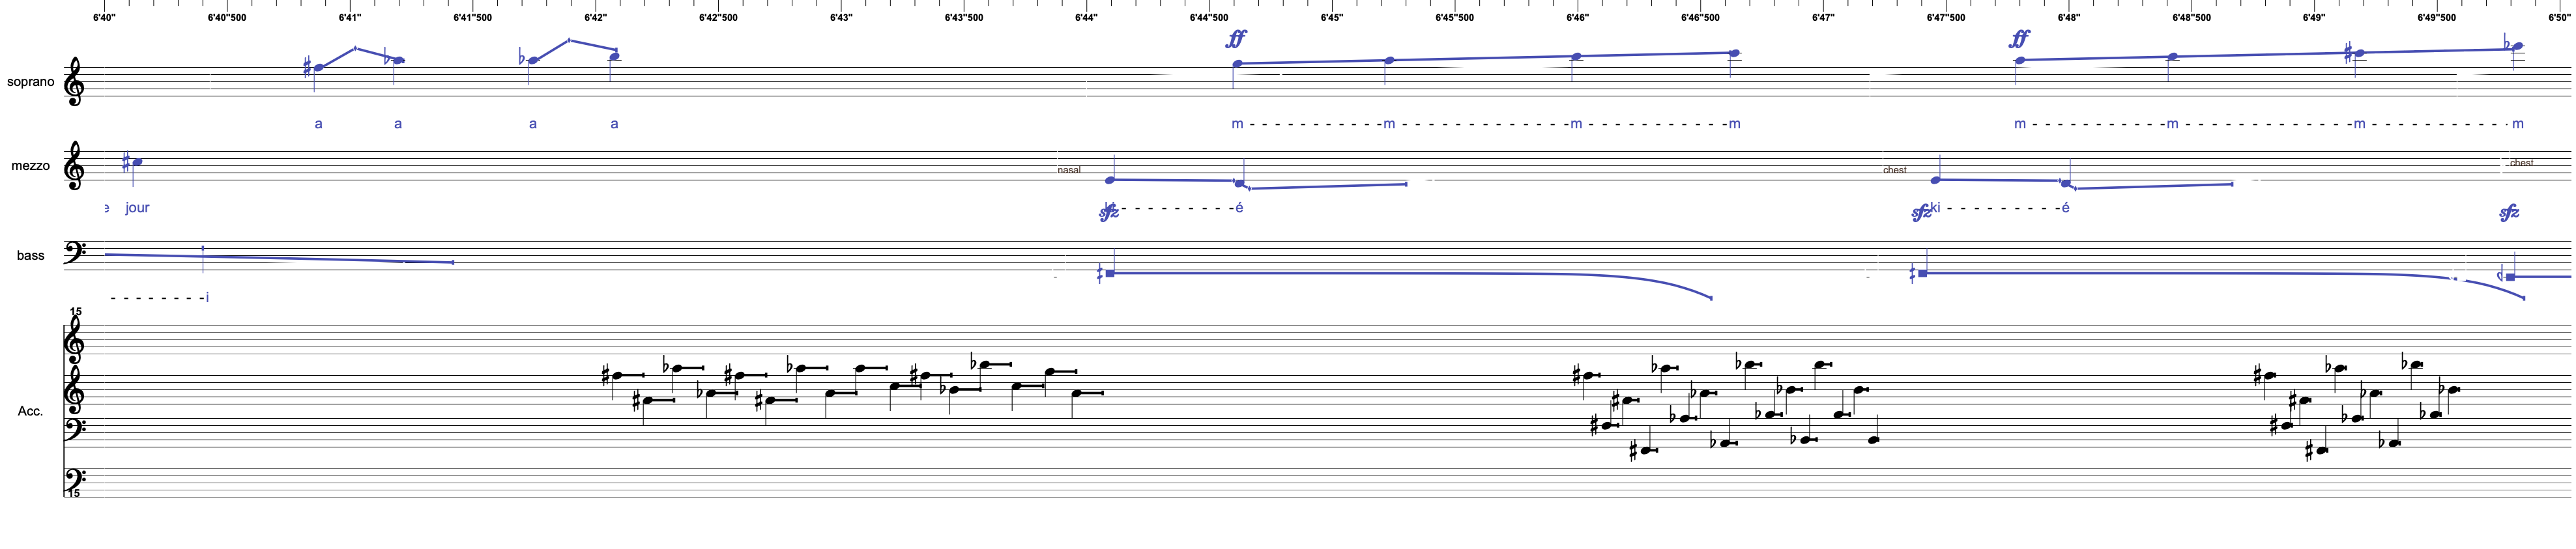 6'40" 6'40"500 6'41" 6'41"500 6'42" 6'42"500 6'43" 6'43"500 6'44" 6'44"500 6'45" 6'45"500 6'46" 6'46"500 6'47" 6'47"500 6'48" 6'48"500 6'49" 6'49"500 6'50"
ff ff
soprano
a a a a m - - - - - - - - - - -m- - - - - - - - - - - - - -m- - - - - - - - - - - -m m - - - - - - - - - - -m- - - - - - - - - - - - - -m- - - - - - - - - - - -m
mezzo nasal chest chest
e jour sfz - - - - - - - - -é sfz ki - - - - - - - - -é sfz
bass
- - - - - - - -i
15
Acc.
15